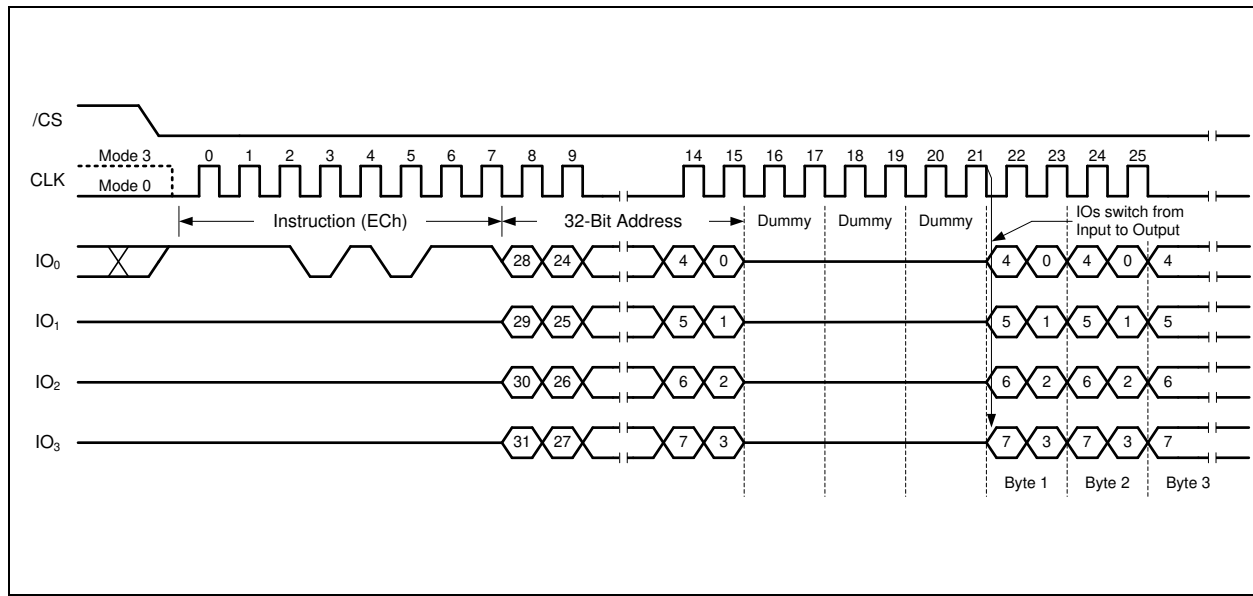 /CS
Mode 3 0 1 2 3 4 5 6 7 8 9 14 15 16 17 18 19 20 21 22 23 24 25
CLK
Mode 0
Instruction (ECh) 32-Bit Address Dummy Dummy Dummy IOs switch from
Input to Output
IO₀ 28 24 4 0 4 0 4 0 4
IO₁ 29 25 5 1 5 1 5 1 5
IO₂ 30 26 6 2 6 2 6 2 6
IO₃ 31 27 7 3 7 3 7 3 7
Byte 1 Byte 2 Byte 3